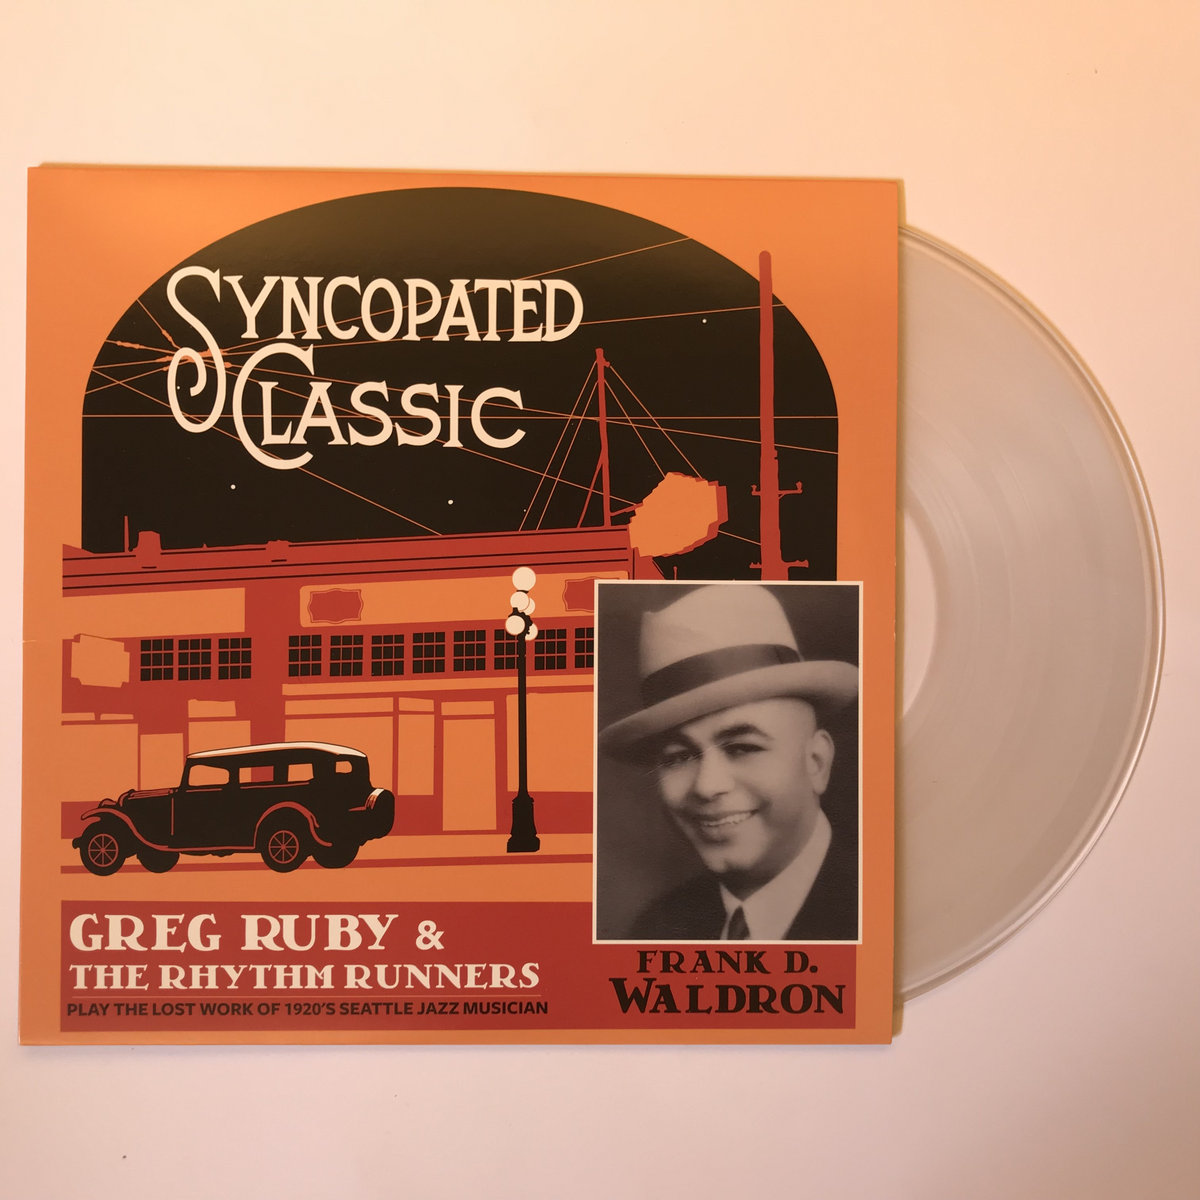 SYNCOPATED
CLASSIC
GREG RUBY &
THE RHYTHM RUNNERS
PLAY THE LOST WORK OF 1920'S SEATTLE JAZZ MUSICIAN
FRANK D.
WALDRON